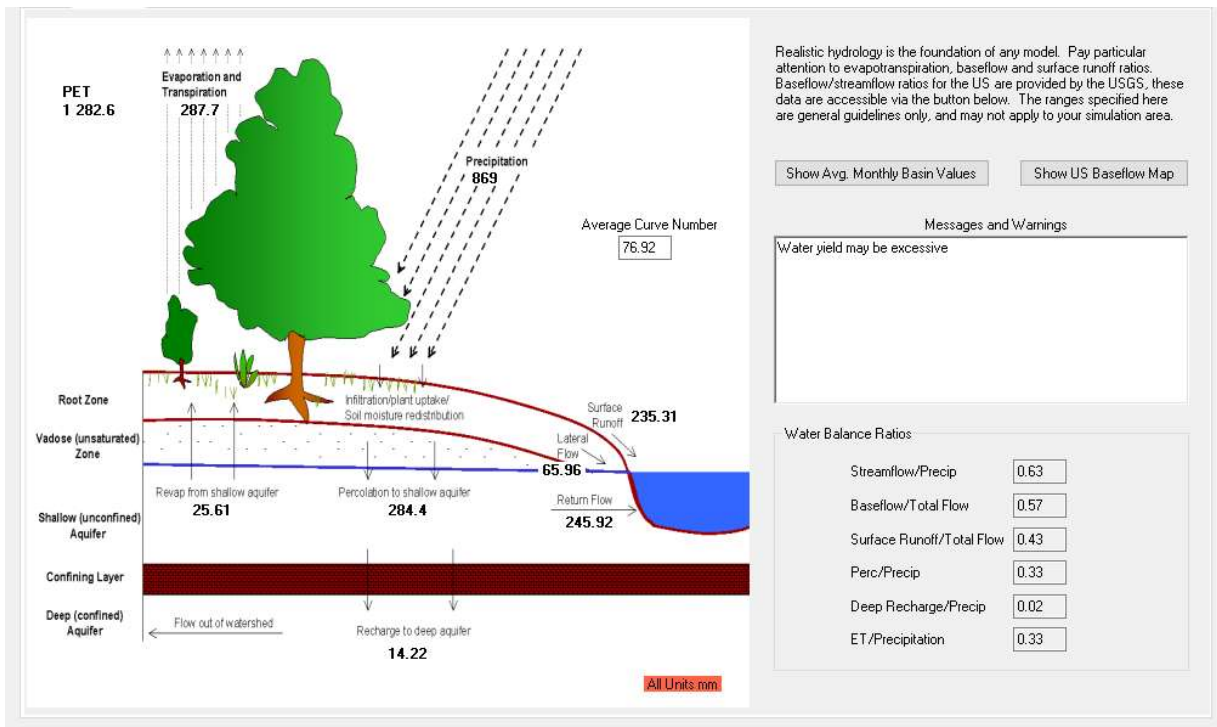 PET
1 282.6
Evaporation and
Transpiration
287.7
Precipitation
869
Average Curve Number
76.92
Root Zone
Infiltration/plant uptake/
Soil moisture redistribution
Surface
Runoff
235.31
Vadose (unsaturated)
Zone
Lateral
Flow
65.96
Revap from shallow aquifer
25.61
Percolation to shallow aquifer
284.4
Return Flow
245.92
Shallow (unconfined)
Aquifer
Confining Layer
Deep (confined)
Aquifer
Flow out of watershed
Recharge to deep aquifer
14.22
All Units mm
Realistic hydrology is the foundation of any model. Pay particular
attention to evapotranspiration, baseflow and surface runoff ratios.
Baseflow/streamflow ratios for the US are provided by the USGS, these
data are accessible via the button below. The ranges specified here
are general guidelines only, and may not apply to your simulation area.
Show Avg. Monthly Basin Values
Show US Baseflow Map
Messages and Warnings
Water yield may be excessive
Water Balance Ratios
Streamflow/Precip 0.63
Baseflow/Total Flow 0.57
Surface Runoff/Total Flow 0.43
Perc/Precip 0.33
Deep Recharge/Precip 0.02
ET/Precipitation 0.33